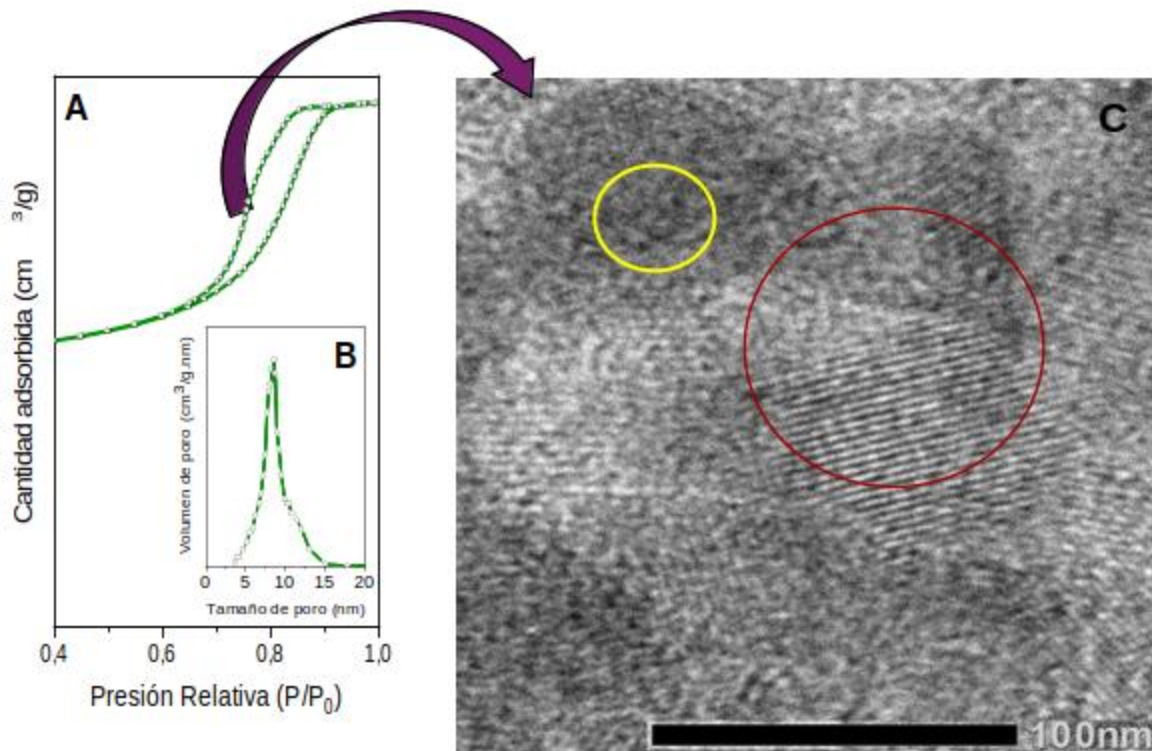 A
Cantidad adsorbida (cm ³/g)
0,4 0,6 0,8 1,0
Presión Relativa (P/P₀)
B
Volumen de poro (cm³/g.nm)
0 5 10 15 20
Tamaño de poro (nm)
C
100nm